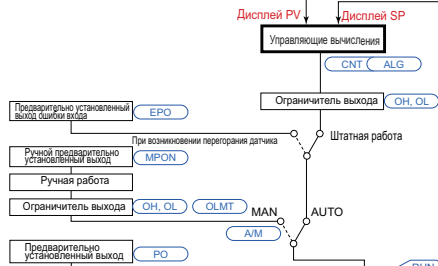 Дисплей PV
Дисплей SP
Управляющие вычисления
CNT
ALG
Ограничитель выхода
OH, OL
Предварительно установленный
выход ошибки входа
EPO
При возникновении перегорания датчика
Штатная работа
Ручной предварительно
установленный выход
MPON
Ручная работа
Ограничитель выхода
OH, OL
OLMT
MAN
AUTO
A/M
Предварительно
установленный выход
PO
RUN